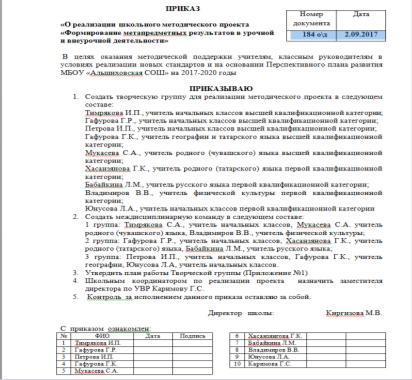 ПРИКАЗ
«О реализации школьного методического проекта
«Формирование метапредметных результатов в урочной
и внеурочной деятельности»
Номер документа Дата
184 о/д 2.09.2017
В целях оказания методической поддержки учителям, классным руководителям в
условиях реализации новых стандартов и на основании Перспективного плана развития
МБОУ «Альшиховская СОШ» на 2017-2020 годы
ПРИКАЗЫВАЮ
1. Создать творческую группу для реализации методического проекта в следующем
составе:
Тимрякова И.П., учитель начальных классов высшей квалификационной категории;
Гафурова Г.Р., учитель начальных классов высшей квалификационной категории;
Петрова И.П., учитель начальных классов высшей квалификационной категории;
Гафурова Г.К., учитель географии и татарского языка высшей квалификационной
категории;
Мукасева С.А., учитель родного (чувашского) языка высшей квалификационной
категории;
Хасанзянова Г.К., учитель родного (татарского) языка первой квалификационной
категории;
Бабайкина Л.М., учитель русского языка первой квалификационной категории;
Владимиров В.В., учитель физической культуры первой квалификационной
категории;
Юнусова Л.А., учитель начальных классов первой квалификационной категории
2. Создать междисциплинарную команду в следующем составе:
1 группа: Тимрякова С.А., учитель начальных классов, Мукасева С.А. учитель
родного (чувашского) языка, Владимиров В.В., учитель физической культуры;
2 группа: Гафурова Г.Р., учитель начальных классов, Хасанзянова Г.К., учитель
родного (татарского) языка, Бабайкина Л.М., учитель русского языка;
3 группа: Петрова И.П., учитель начальных классов, Гафурова Г.К., учитель
географии, Юнусова Л.А, учитель начальных классов.
3. Утвердить план работы Творческой группы (Приложение №1)
4. Школьным координатором по реализации проекта назначить заместителя
директора по УВР Каримову Г.С.
5. Контроль за исполнением данного приказа оставляю за собой.
Директор школы: Киргизова М.В.
С приказом ознакомлен:
№ ФИО Дата Подпись
1 Тимрякова И.П.
2 Гафурова Г.Р.
3 Петрова И.П.
4 Гафурова Г.К.
5 Мукасева С.А.
6 Хасанзянова Г.К.
7 Бабайкина Л.М.
8 Владимиров В.В.
9 Юнусова Л.А.
10 Каримова Г.С.